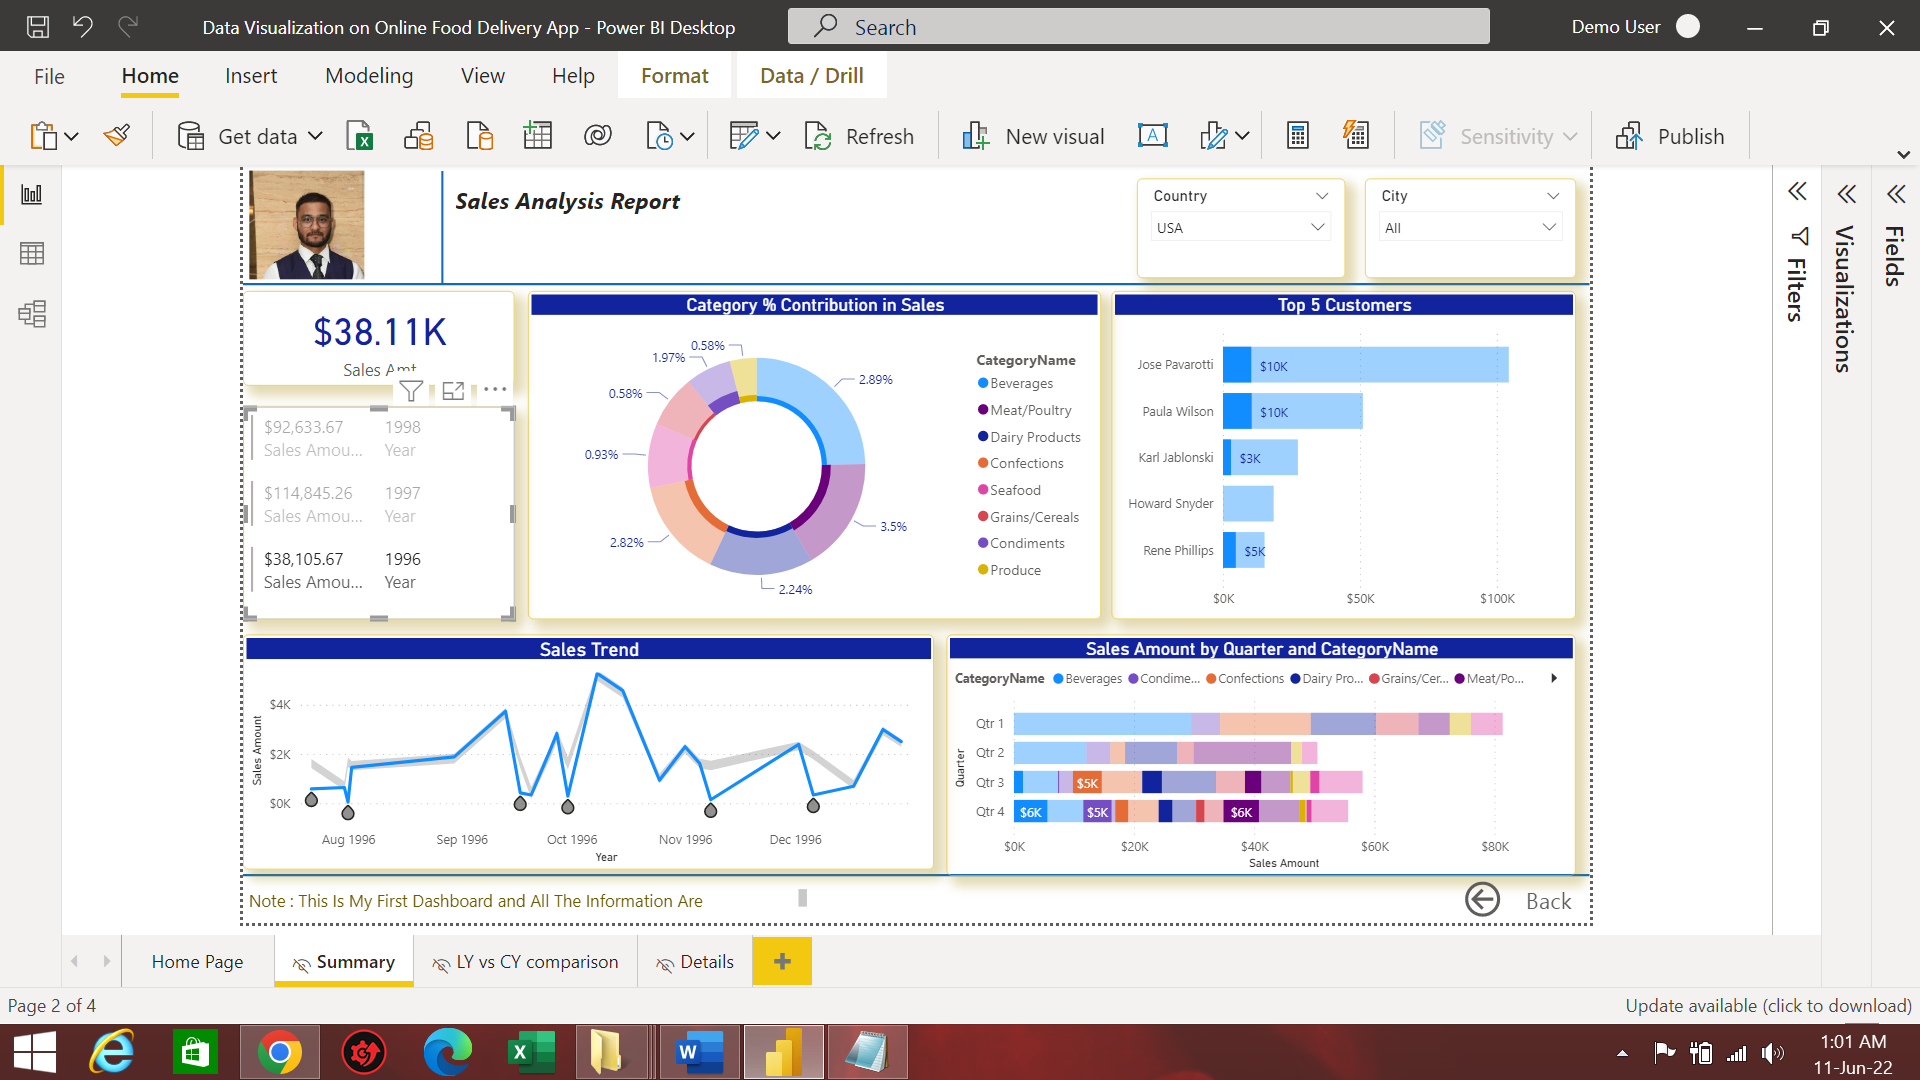 Data Visualization on Online Food Delivery App - Power BI Desktop
Search
Demo User
File
Home
Insert
Modeling
View
Help
Format
Data / Drill
Get data
Refresh
New visual
A
Sensitivity
Publish
Sales Analysis Report
Country
USA
City
All
Filters
Visualizations
Fields
$38.11K
Sales Amt
$92,633.67
1998
Sales Amou...
Year
$114,845.26
1997
Sales Amou...
Year
$38,105.67
1996
Sales Amou...
Year
Category % Contribution in Sales
0.58%
1.97%
0.58%
0.93%
2.82%
2.24%
3.5%
2.89%
CategoryName
Beverages
Meat/Poultry
Dairy Products
Confections
Seafood
Grains/Cereals
Condiments
Produce
Top 5 Customers
Jose Pavarotti
$10K
Paula Wilson
$10K
Karl Jablonski
$3K
Howard Snyder
Rene Phillips
$5K
$0K
$50K
$100K
Sales Trend
Sales Amount
$4K
$2K
$0K
Aug 1996
Sep 1996
Oct 1996
Nov 1996
Dec 1996
Year
Sales Amount by Quarter and CategoryName
CategoryName
Beverages
Condime...
Confections
Dairy Pro...
Grains/Cer...
Meat/Po...
Quarter
Qtr 1
Qtr 2
Qtr 3
$5K
Qtr 4
$6K
$5K
$6K
$0K
$20K
$40K
$60K
$80K
Sales Amount
Note : This Is My First Dashboard and All The Information Are
Back
Home Page
Summary
LY vs CY comparison
Details
Page 2 of 4
Update available (click to download)
1:01 AM
11-Jun-22